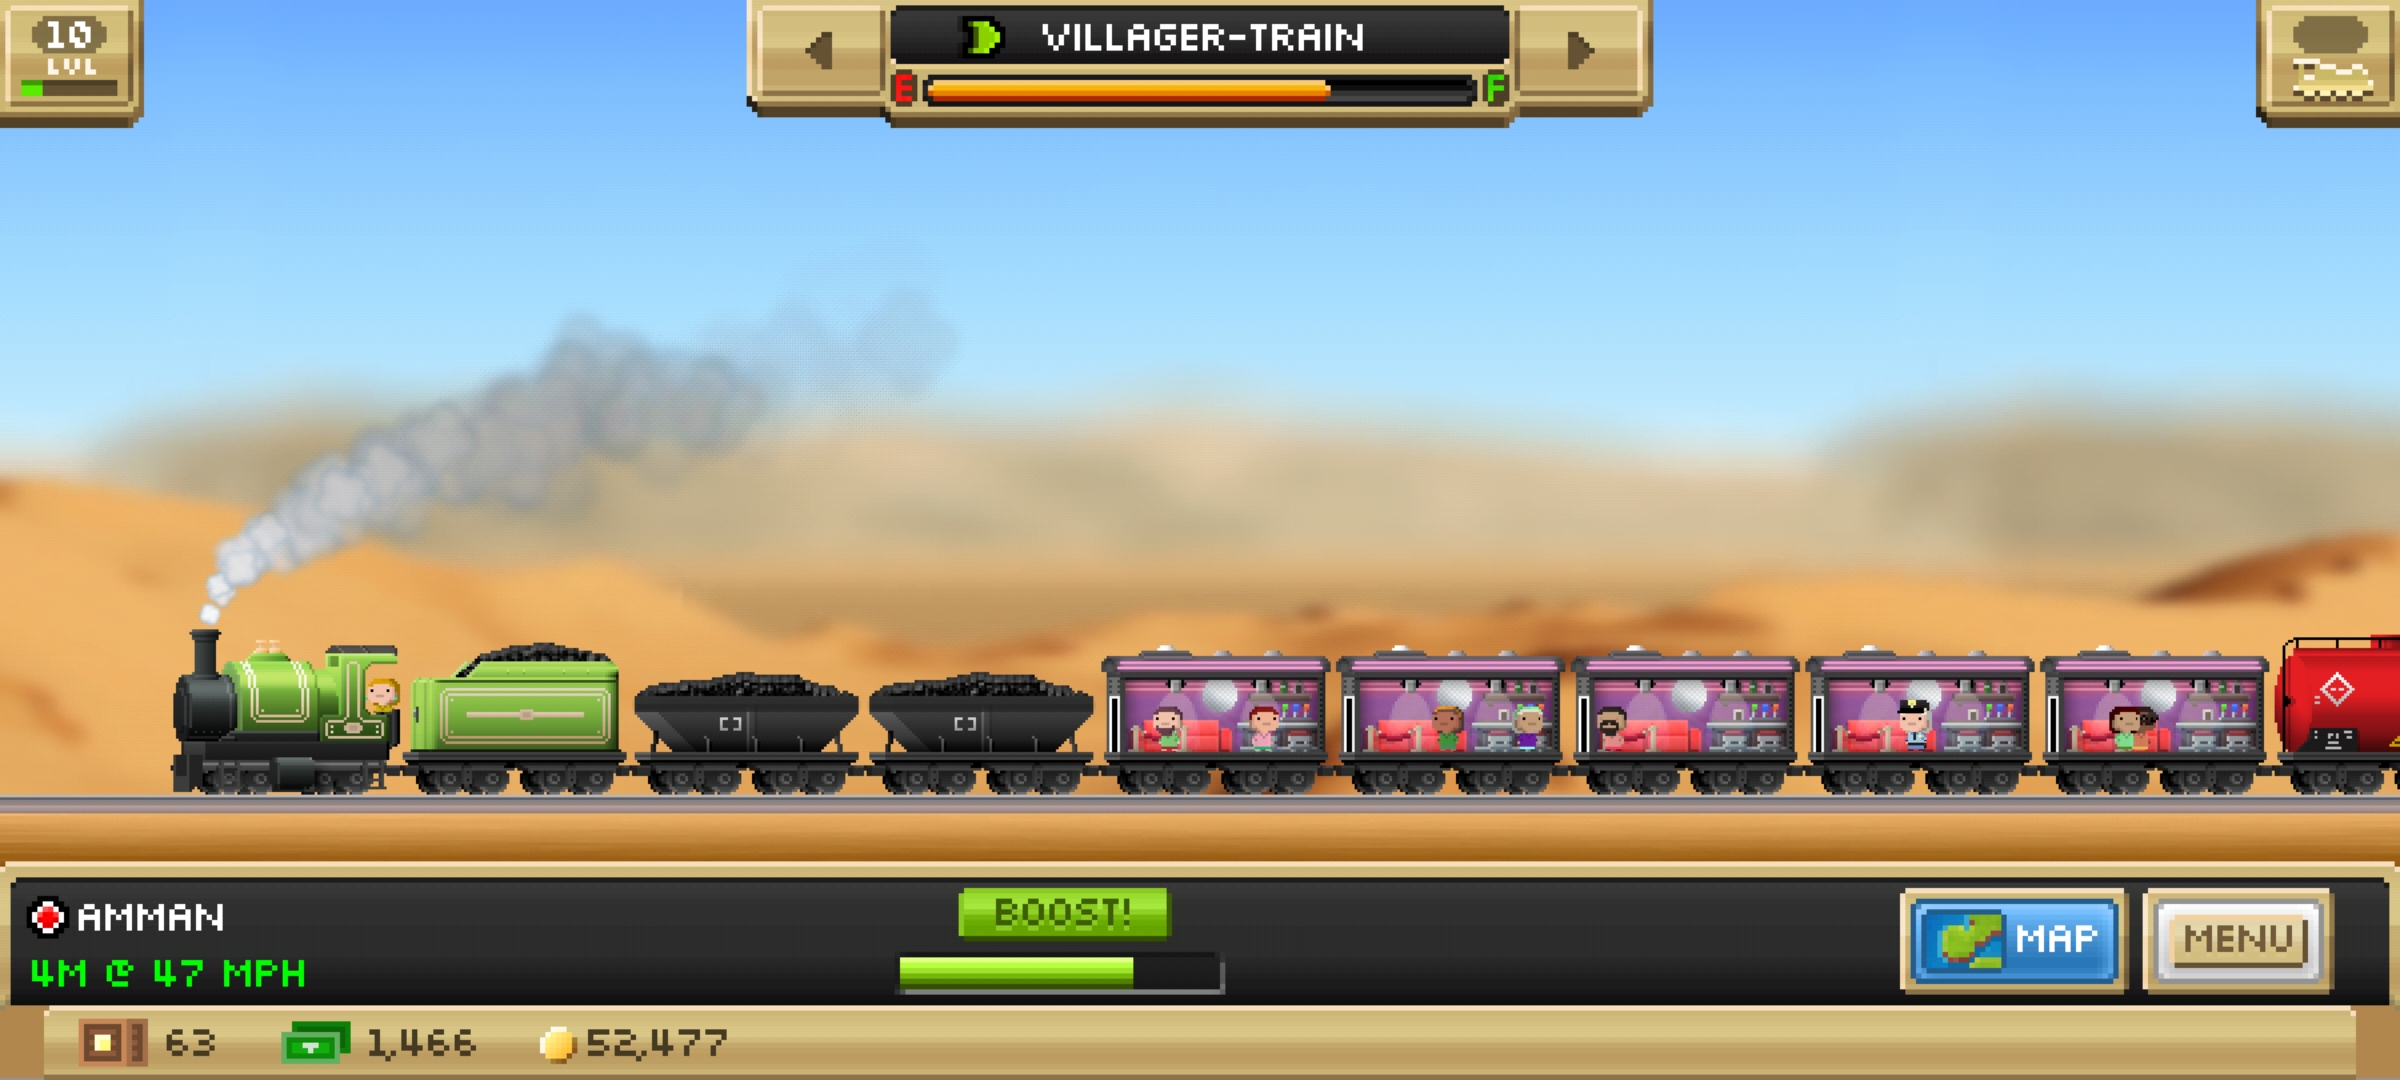 10
LVL
VILLAGER-TRAIN
E F
AMMAN
4M @ 47 MPH
BOOST!
MAP
MENU
63 1,466 52,477